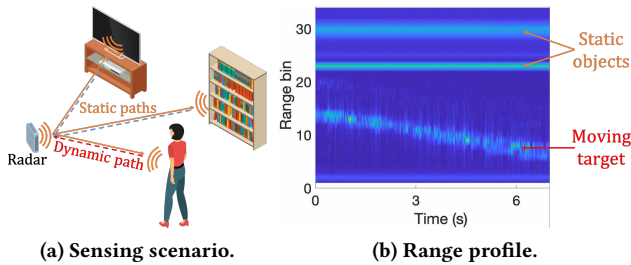 Static paths
Radar
Dynamic path
(a) Sensing scenario.
30
20
10
0
Range bin
0
3
6
Time (s)
Static
objects
Moving
target
(b) Range profile.